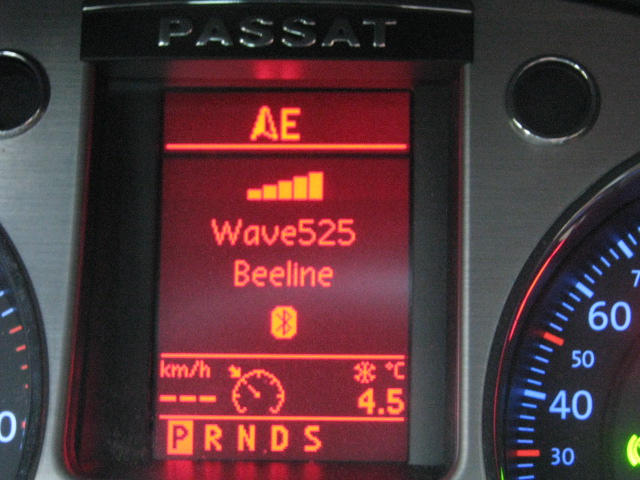 PASSAT
AE
Wave525
Beeline
km/h °C
--- 4.5
P R N D S
60
50
40
30